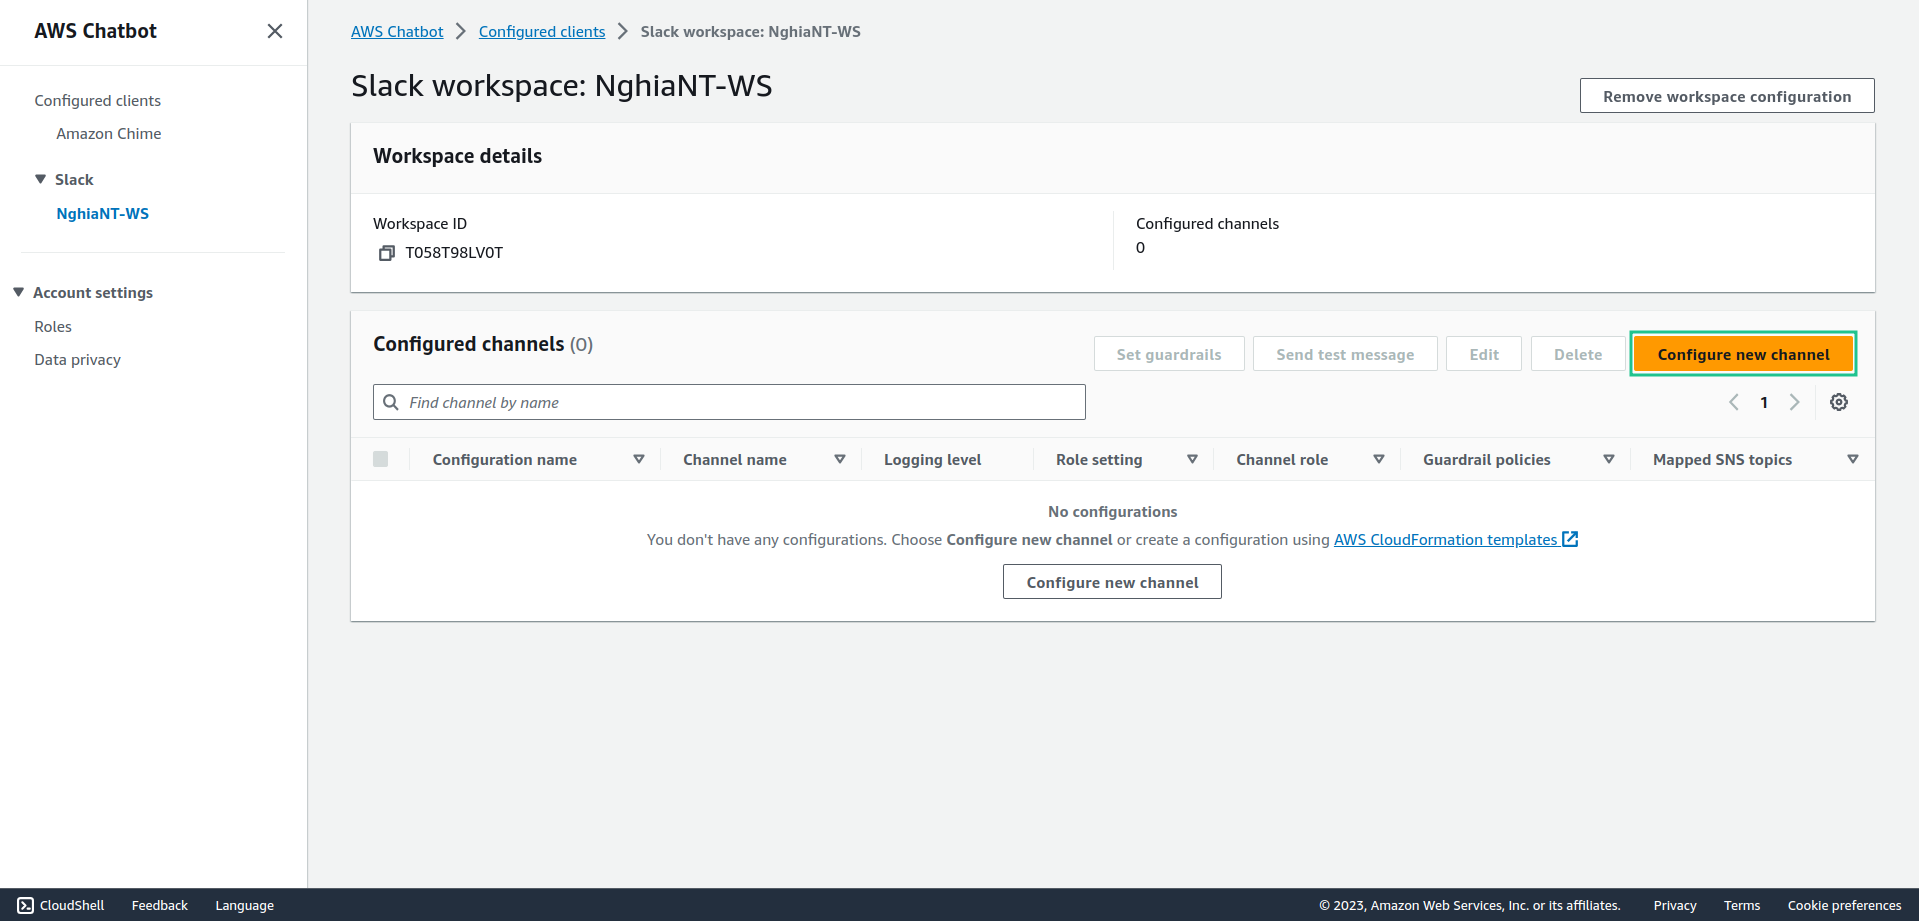 AWS Chatbot
Configured clients
Amazon Chime
Slack
NghiaNT-WS
Account settings
Roles
Data privacy
AWS Chatbot Configured clients Slack workspace: NghiaNT-WS
Slack workspace: NghiaNT-WS
Remove workspace configuration
Workspace details
Workspace ID
T058T98LV0T
Configured channels
0
Configured channels (0)
Set guardrails Send test message Edit Delete Configure new channel
Find channel by name
1
Configuration name Channel name Logging level Role setting Channel role Guardrail policies Mapped SNS topics
No configurations
You don't have any configurations. Choose Configure new channel or create a configuration using AWS CloudFormation templates
Configure new channel
CloudShell Feedback Language © 2023, Amazon Web Services, Inc. or its affiliates. Privacy Terms Cookie preferences